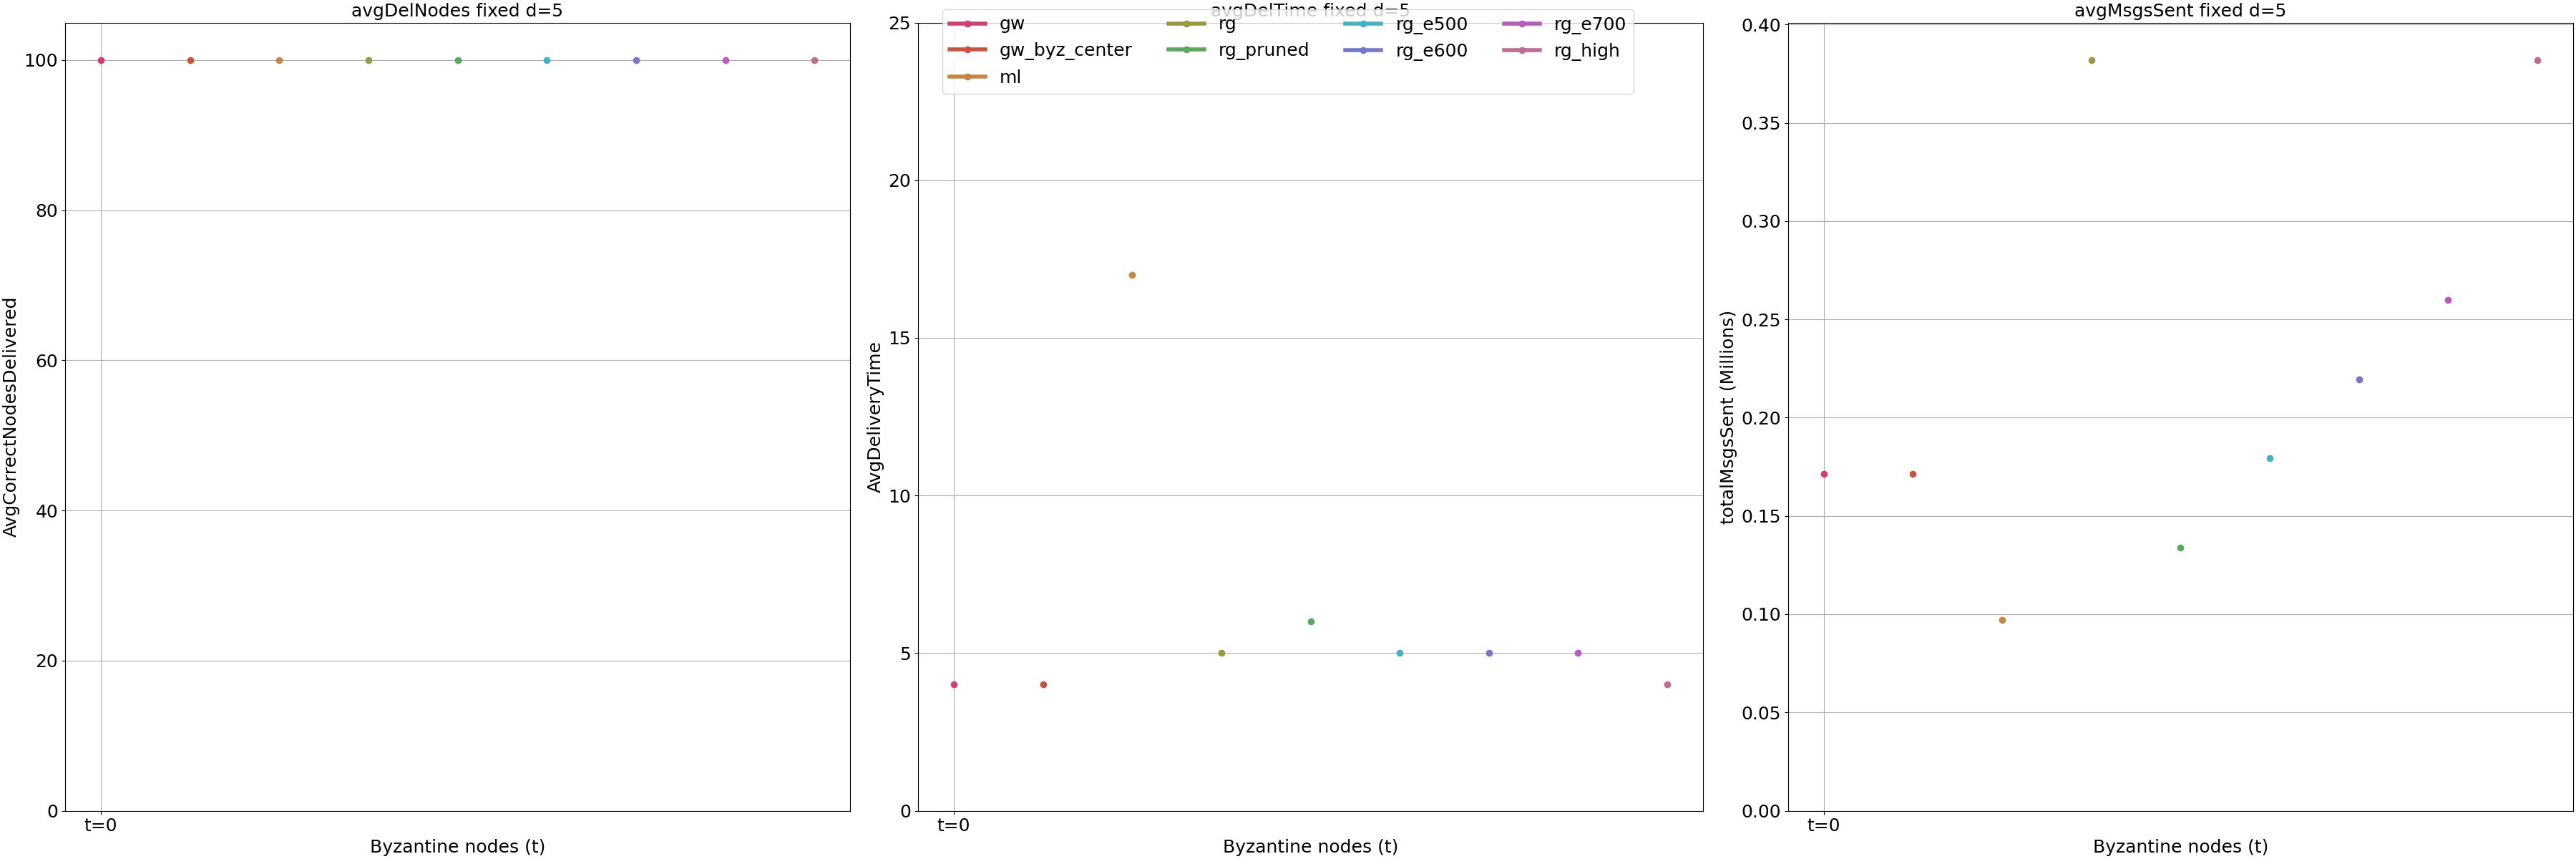 avgDelNodes fixed d=5
AvgCorrectNodesDelivered
100
80
60
40
20
0
t=0
Byzantine nodes (t)
avgDelTime fixed d=5
gw
gw_byz_center
ml
rg
rg_pruned
rg_e500
rg_e600
rg_e700
rg_high
AvgDeliveryTime
25
20
15
10
5
0
t=0
Byzantine nodes (t)
avgMsgsSent fixed d=5
totalMsgsSent (Millions)
0.40
0.35
0.30
0.25
0.20
0.15
0.10
0.05
0.00
t=0
Byzantine nodes (t)